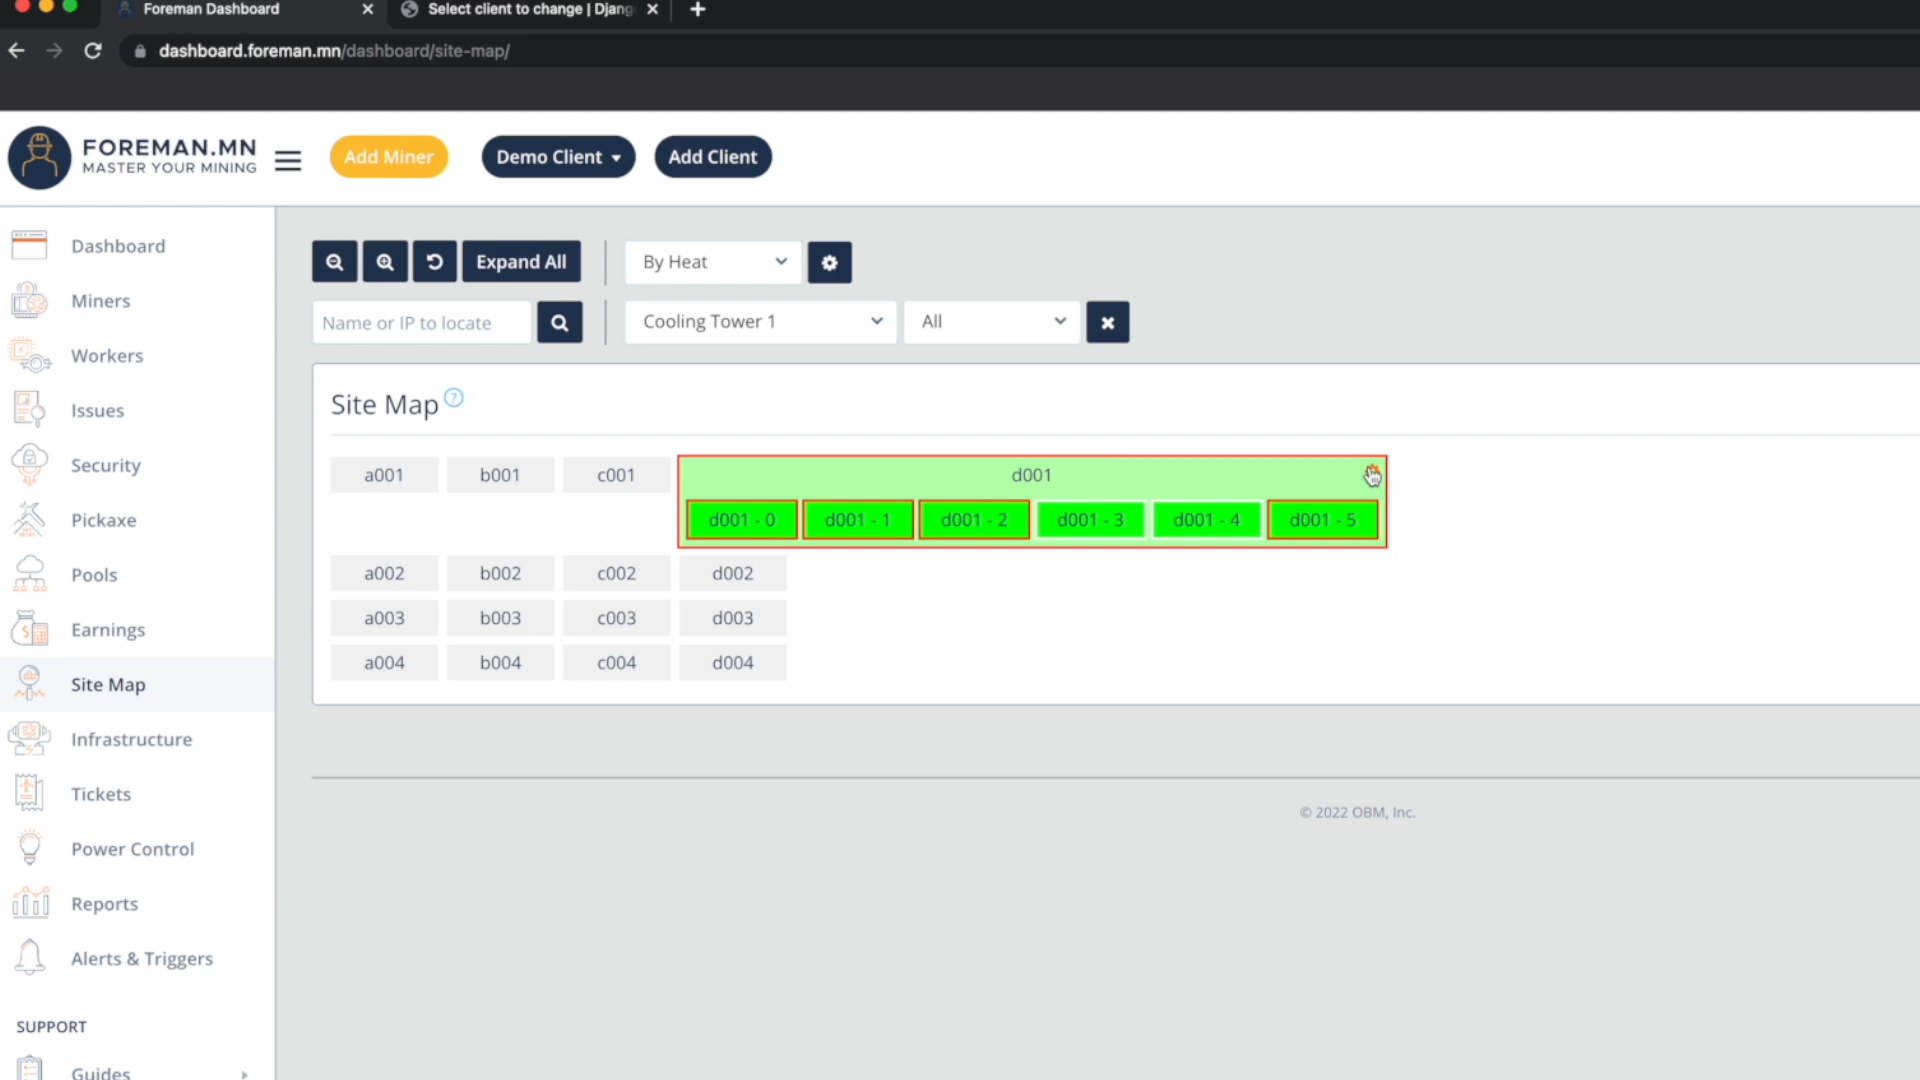 Foreman Dashboard
Select client to change | Djang
dashboard.foreman.mn/dashboard/site-map/
FOREMAN.MN
MASTER YOUR MINING
Add Miner
Demo Client
Add Client
Dashboard
Miners
Workers
Issues
Security
Pickaxe
Pools
Earnings
Site Map
Infrastructure
Tickets
Power Control
Reports
Alerts & Triggers
SUPPORT
Guides
Expand All
By Heat
Name or IP to locate
Cooling Tower 1
All
Site Map ?
a001 b001 c001 d001
d001 - 0 d001 - 1 d001 - 2 d001 - 3 d001 - 4 d001 - 5
a002 b002 c002 d002
a003 b003 c003 d003
a004 b004 c004 d004
© 2022 OBM, Inc.